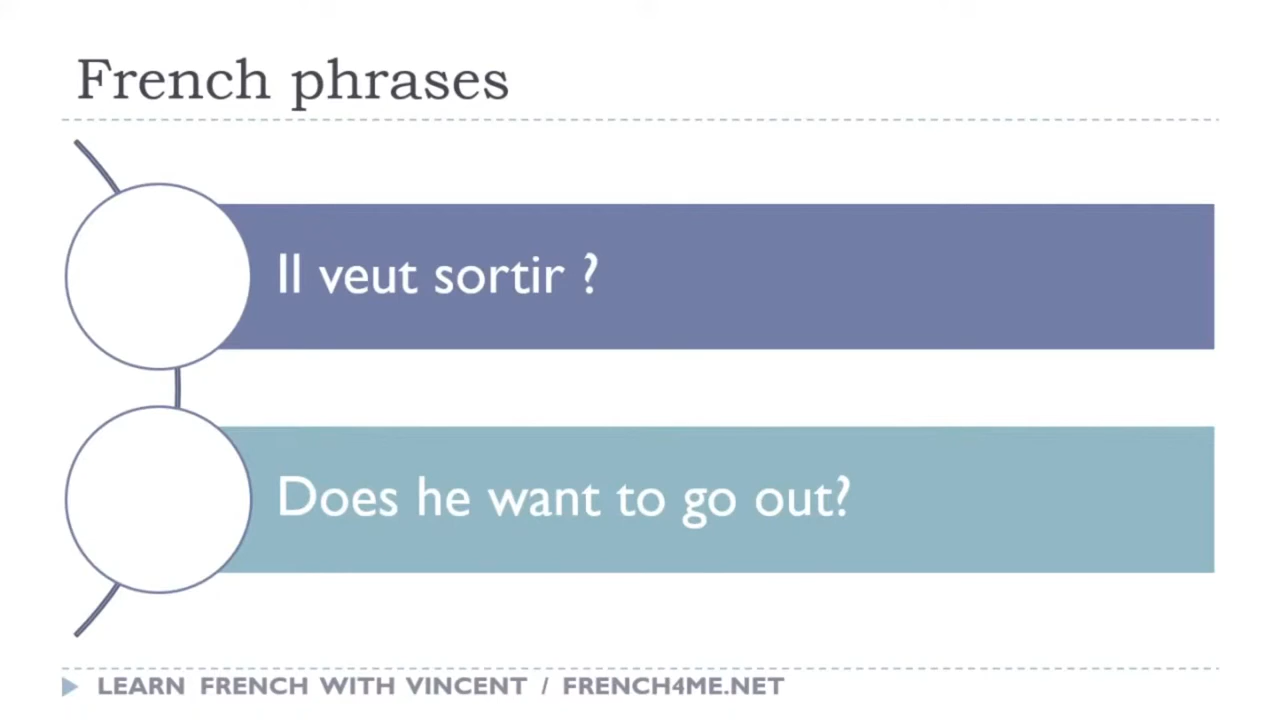 French phrases
Il veut sortir ?
Does he want to go out?
LEARN FRENCH WITH VINCENT / FRENCH4ME.NET